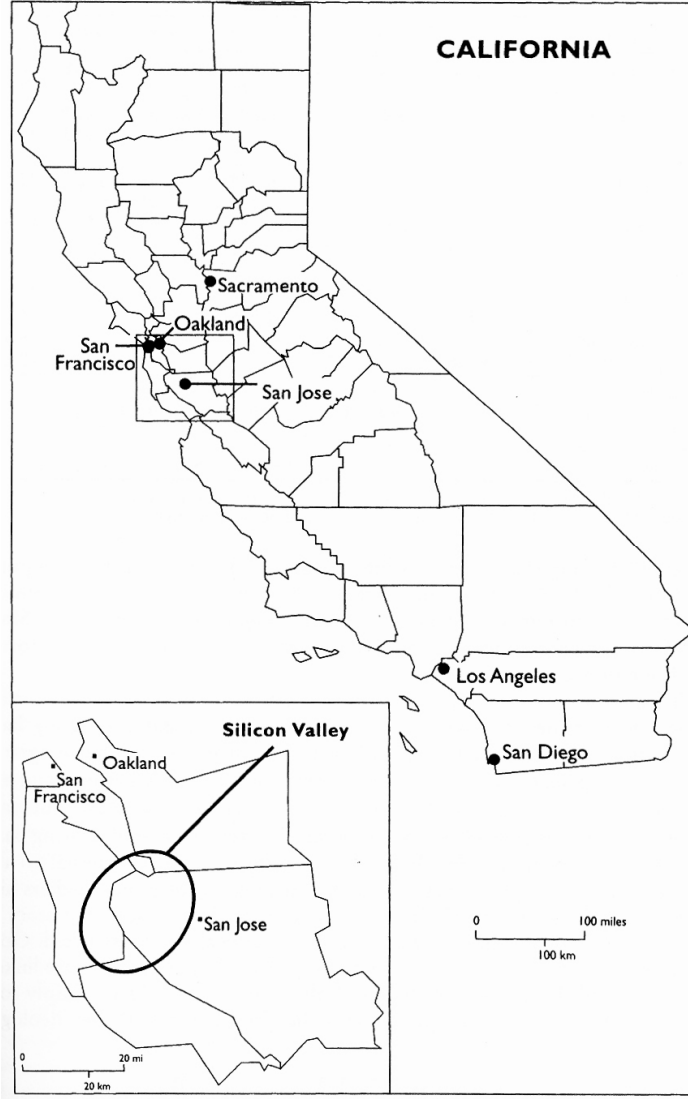 CALIFORNIA
Sacramento
Oakland
San
Francisco
San Jose
Los Angeles
San Diego
Silicon Valley
Oakland
San
Francisco
San Jose
0 100 miles
100 km
0 20 mi
20 km